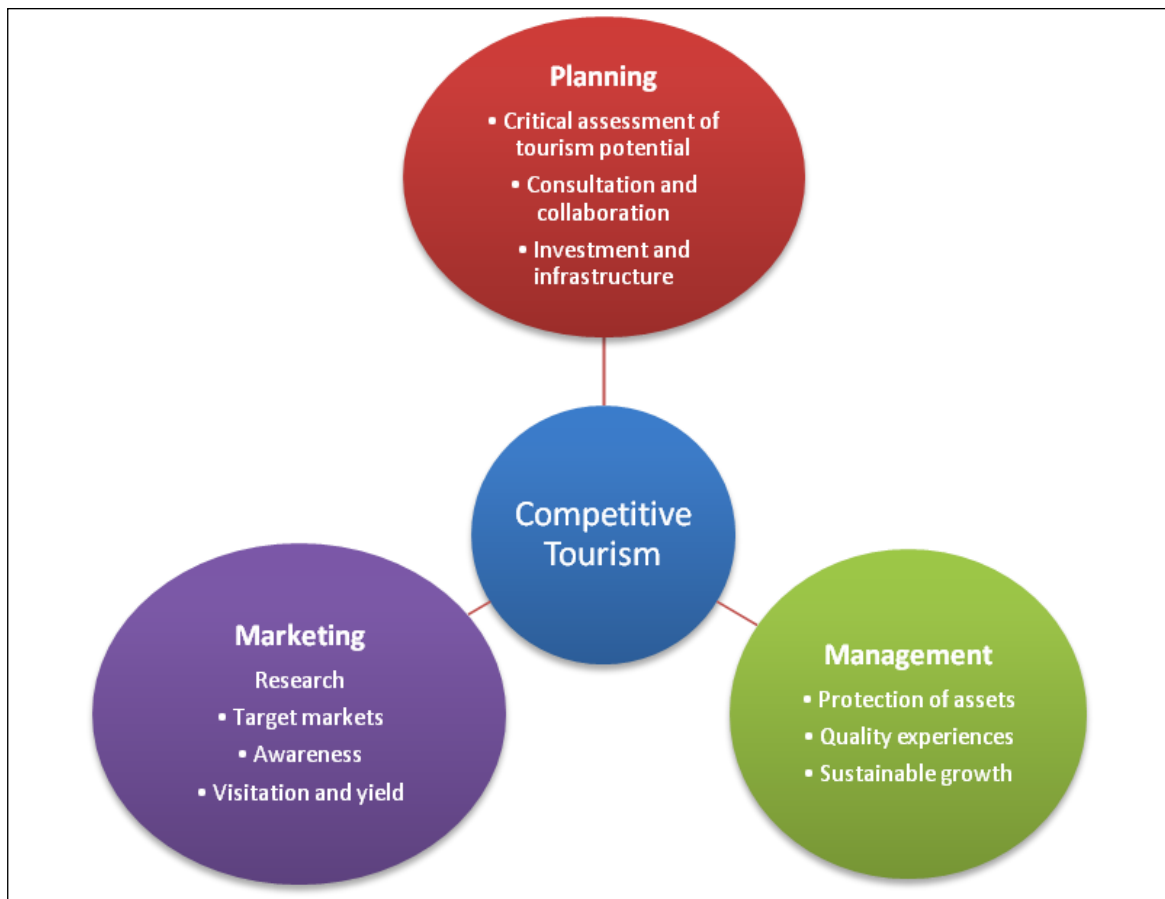 Planning
▪ Critical assessment of
tourism potential
▪ Consultation and
collaboration
▪ Investment and
infrastructure
Competitive
Tourism
Marketing
Research
▪ Target markets
▪ Awareness
▪ Visitation and yield
Management
▪ Protection of assets
▪ Quality experiences
▪ Sustainable growth